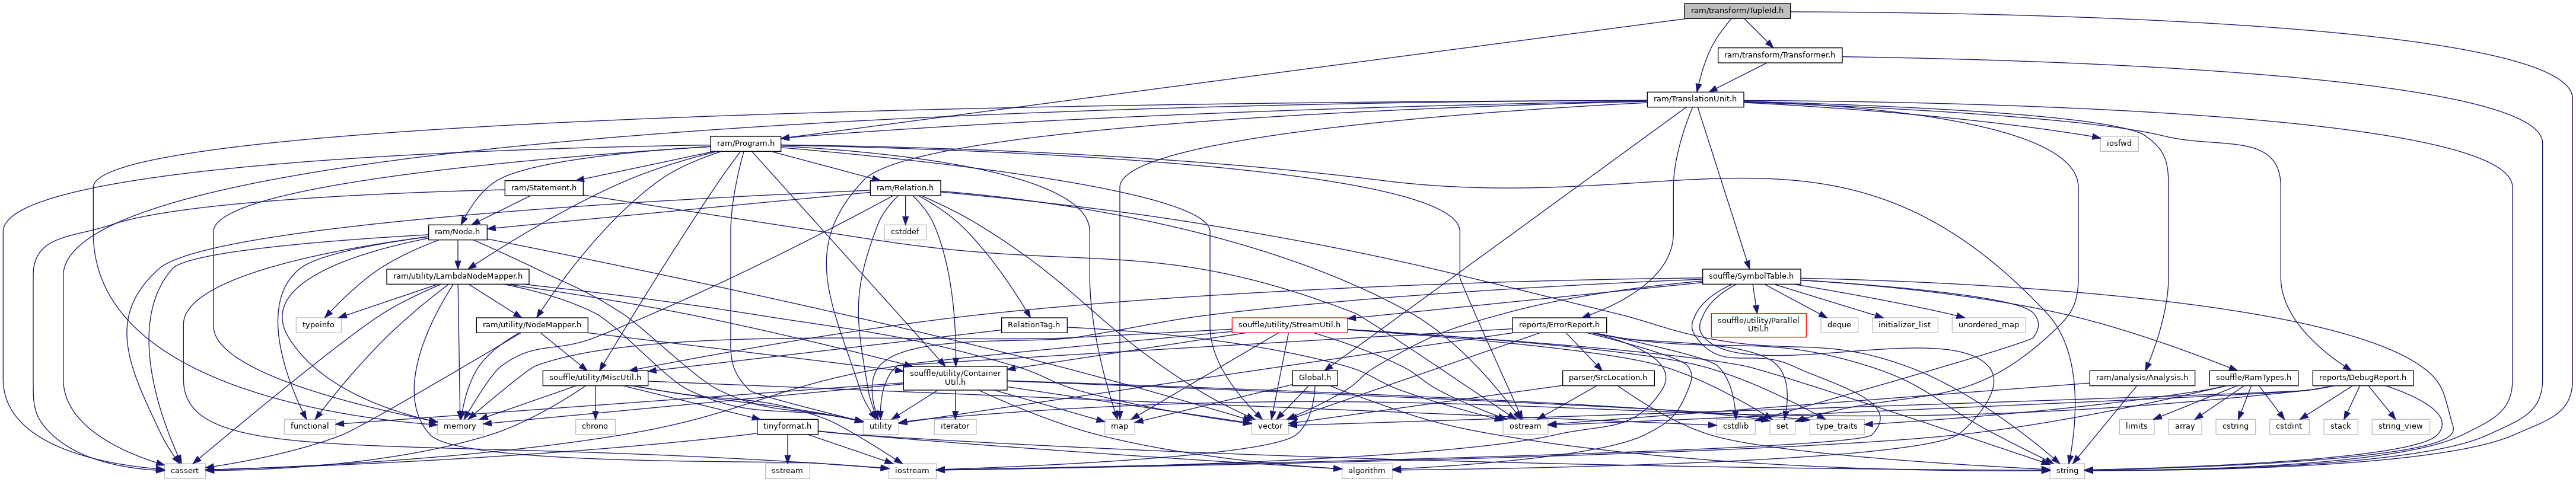 ram/transform/TupleId.h
ram/transform/Transformer.h
ram/TranslationUnit.h
ram/Program.h
iosfwd
ram/Statement.h
ram/Relation.h
ram/Node.h
cstddef
ram/utility/LambdaNodeMapper.h
souffle/SymbolTable.h
typeinfo
ram/utility/NodeMapper.h
RelationTag.h
souffle/utility/StreamUtil.h
reports/ErrorReport.h
souffle/utility/Parallel
Util.h
deque
initializer_list
unordered_map
souffle/utility/MiscUtil.h
souffle/utility/Container
Util.h
Global.h
parser/SrcLocation.h
ram/analysis/Analysis.h
souffle/RamTypes.h
reports/DebugReport.h
functional
memory
chrono
tinyformat.h
utility
iterator
map
vector
ostream
cstdlib
set
type_traits
limits
array
cstring
cstdint
stack
string_view
cassert
sstream
iostream
algorithm
string